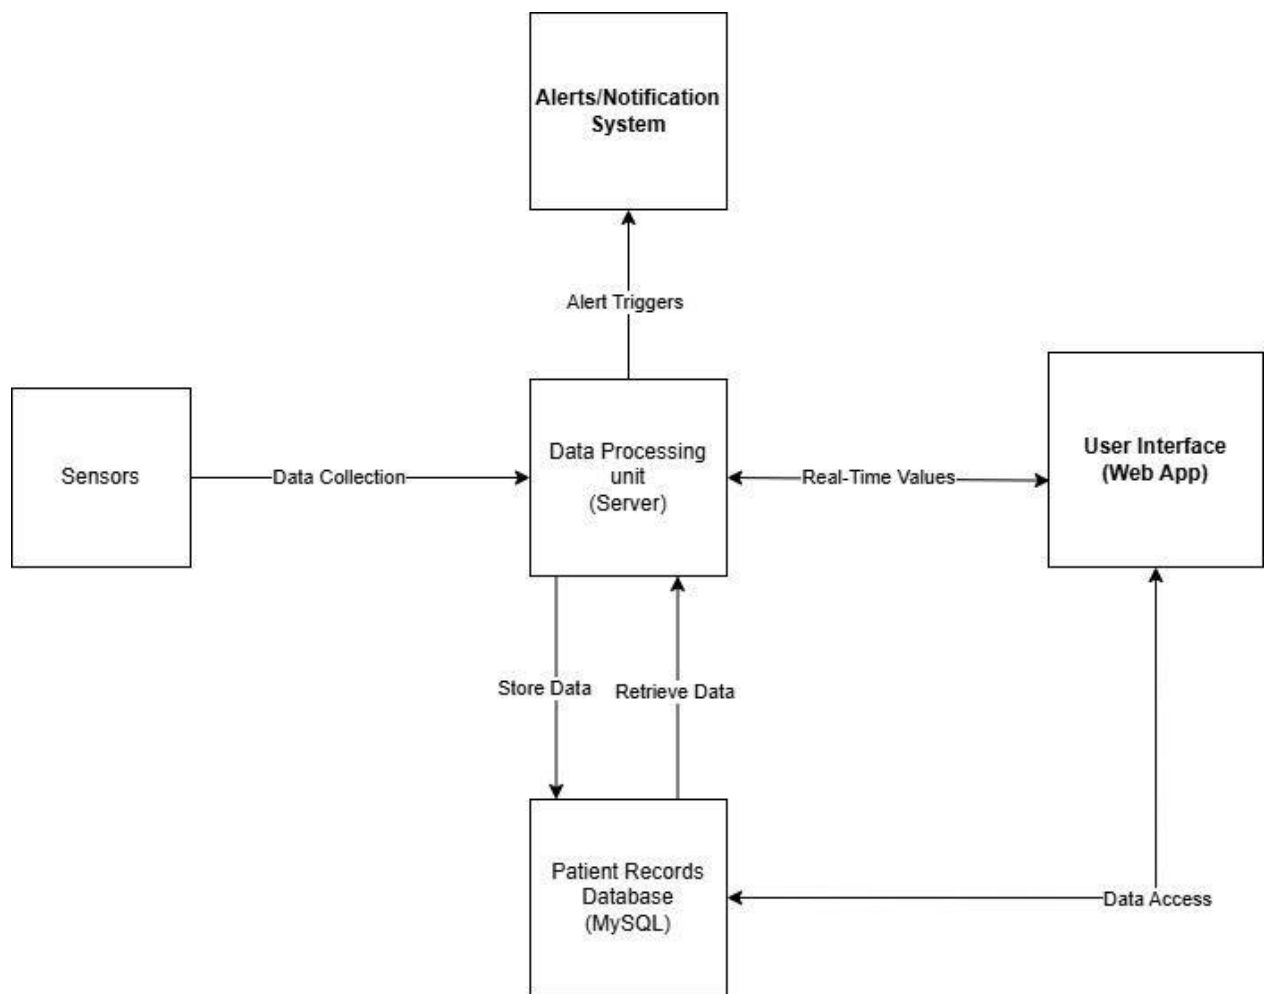 Alerts/Notification
System
Alert Triggers
Sensors
Data Collection
Data Processing
unit
(Server)
Real-Time Values
User Interface
(Web App)
Store Data
Retrieve Data
Patient Records
Database
(MySQL)
Data Access